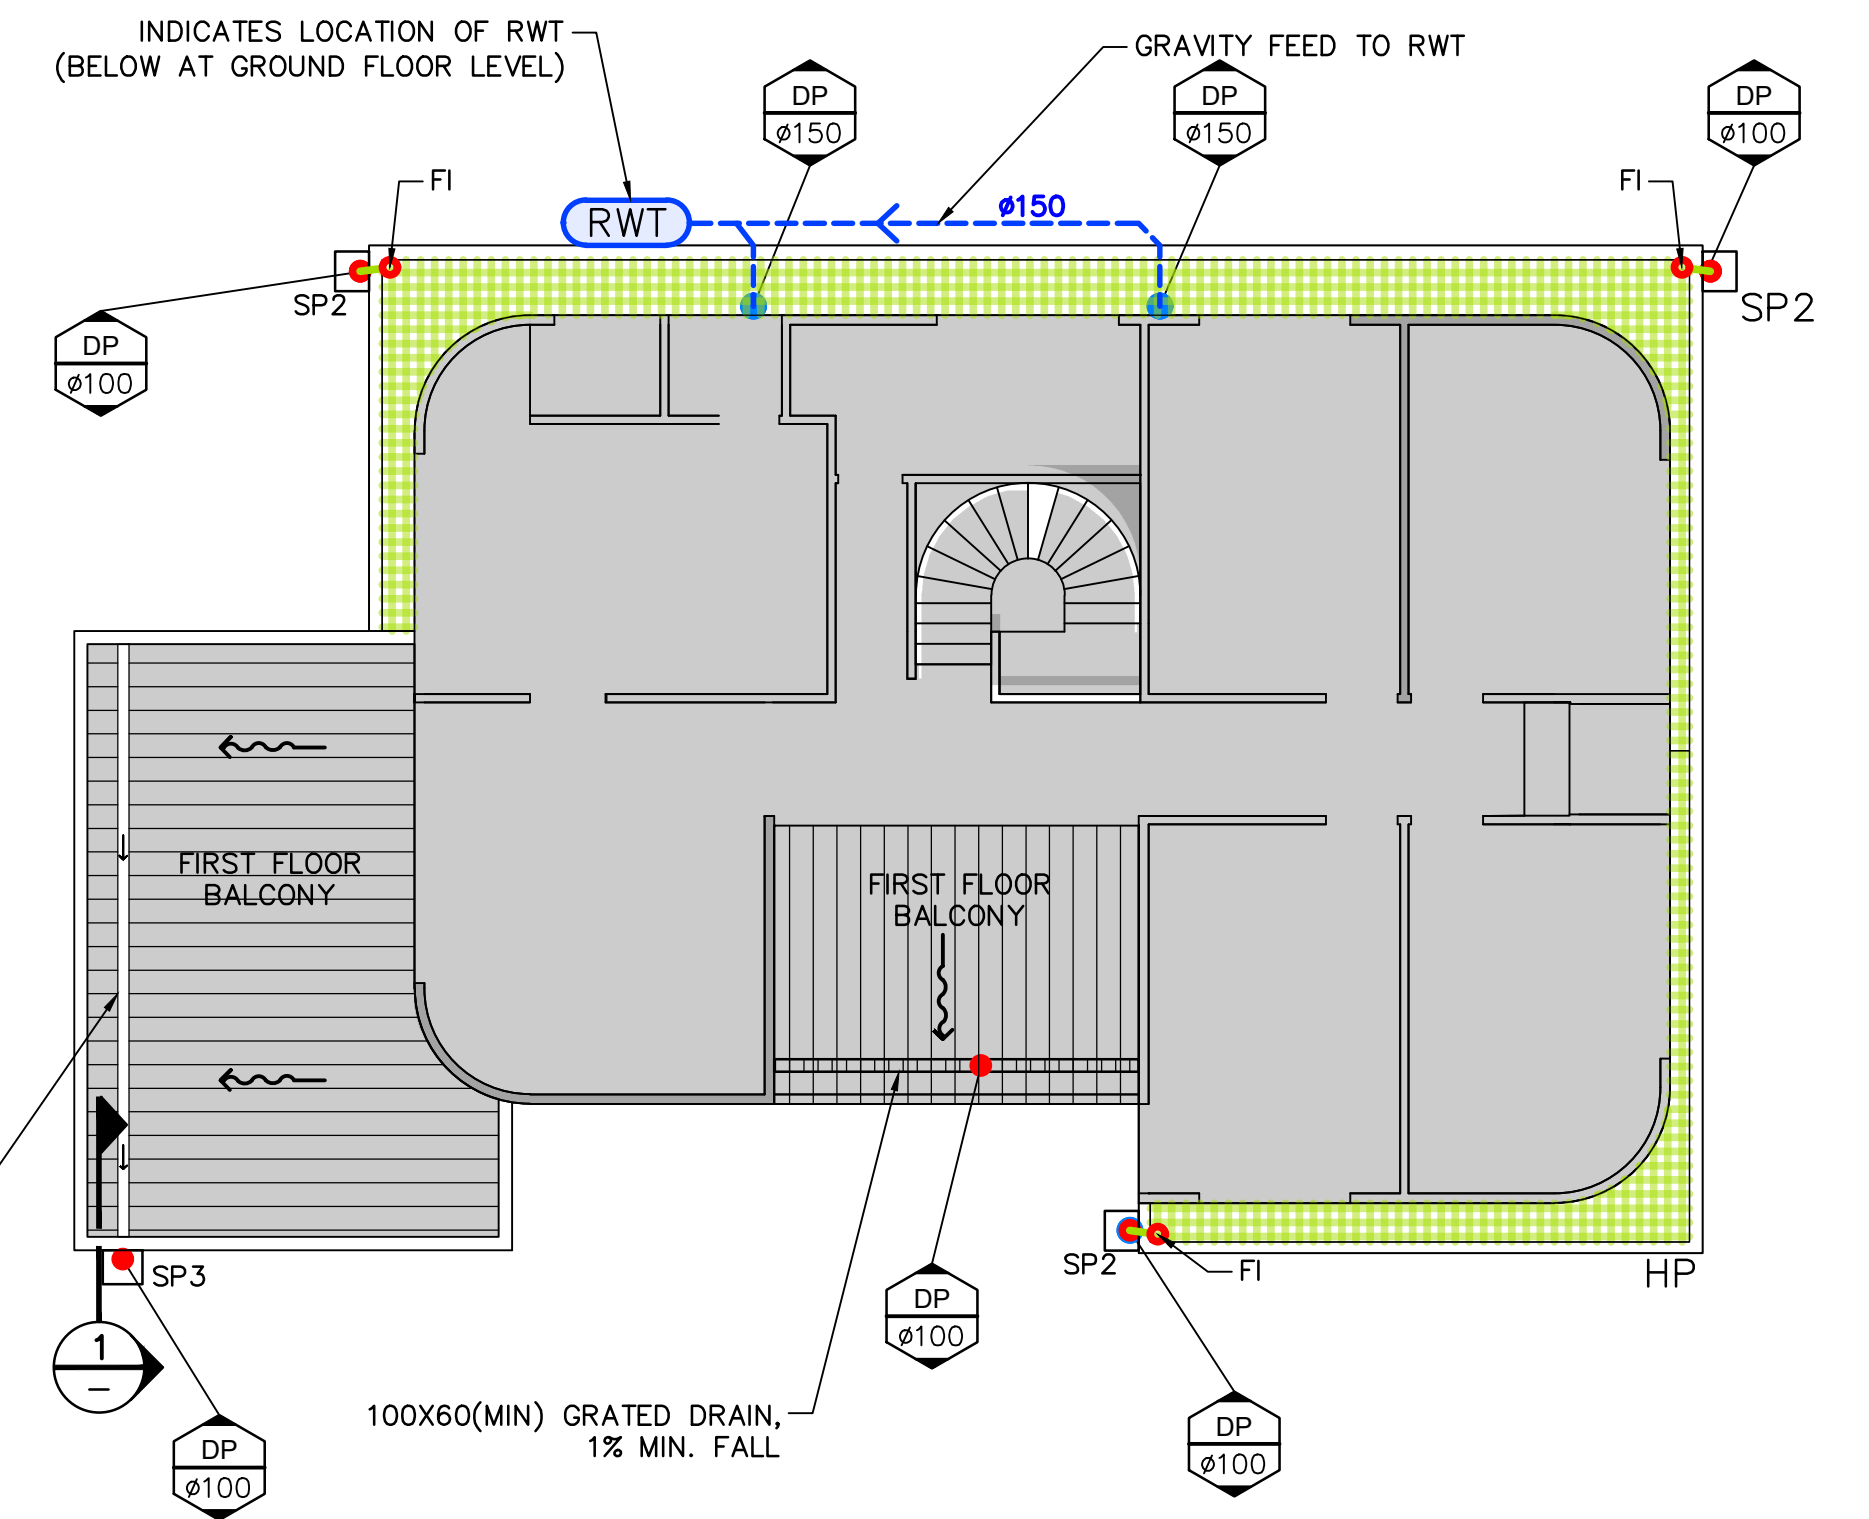 INDICATES LOCATION OF RWT
(BELOW AT GROUND FLOOR LEVEL)
GRAVITY FEED TO RWT
DP
ø150
DP
ø150
DP
ø100
FI
FI
RWT
ø150
SP2
SP2
DP
ø100
FIRST FLOOR
BALCONY
FIRST FLOOR
BALCONY
SP2
FI
HP
SP3
DP
ø100
1
–
100X60(MIN) GRATED DRAIN,
1% MIN. FALL
DP
ø100
DP
ø100